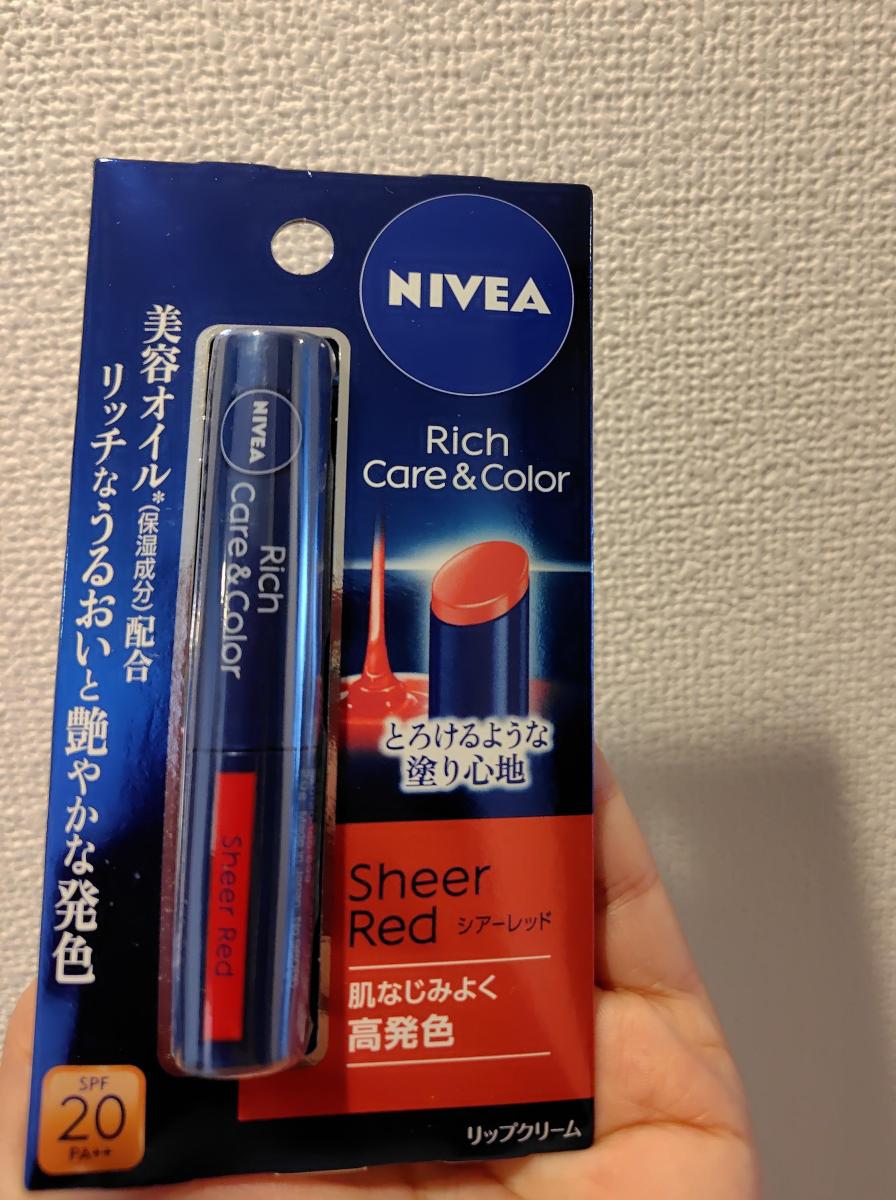 NIVEA
Rich
Care & Color
美容オイル*(保湿成分)配合
リッチなうるおいと艶やかな発色
NIVEA
Rich
Care & Color
Sheer Red
とろけるような
塗り心地
Sheer
Red シアーレッド
肌なじみよく
高発色
SPF
20
PA++
リップクリーム